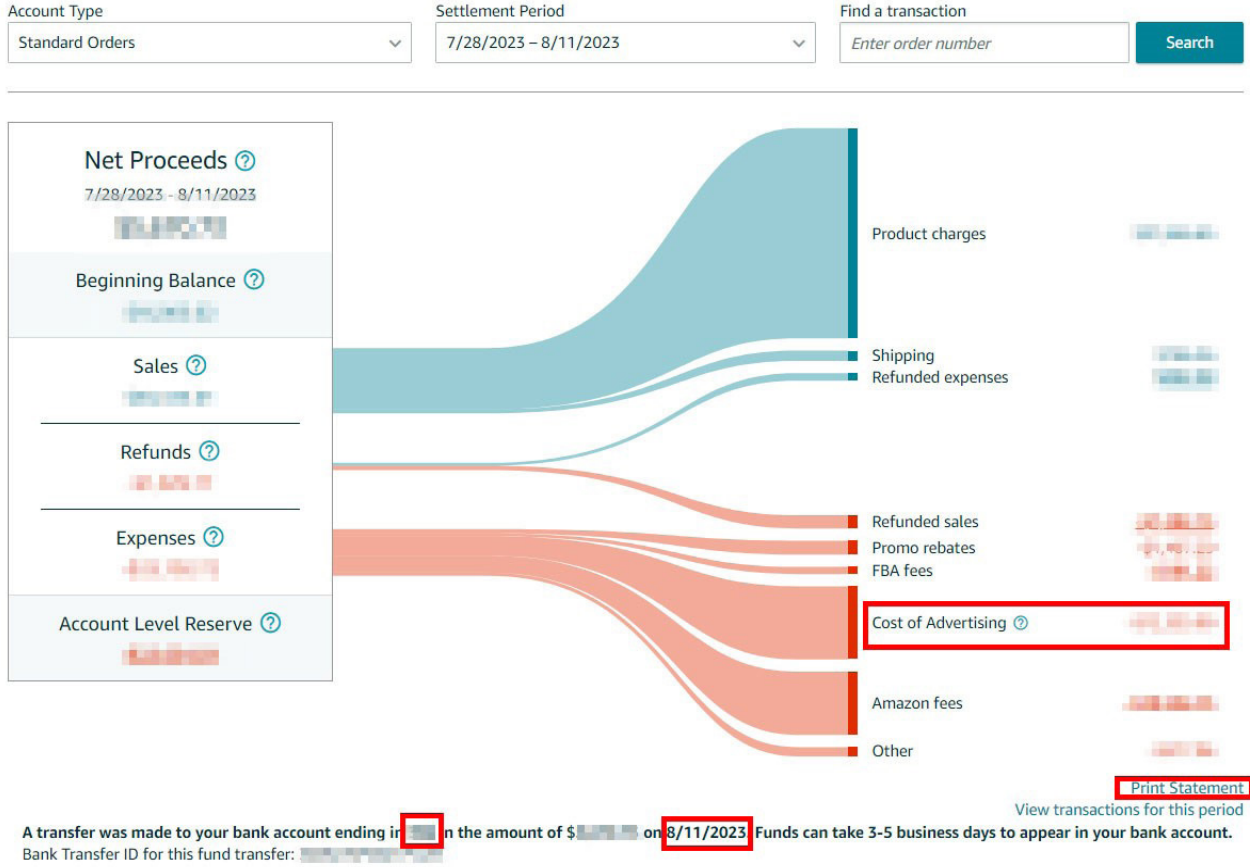 Account Type
Standard Orders
Settlement Period
7/28/2023 – 8/11/2023
Find a transaction
Enter order number
Search
Net Proceeds
7/28/2023 - 8/11/2023
Beginning Balance
Sales
Refunds
Expenses
Account Level Reserve
Product charges
Shipping
Refunded expenses
Refunded sales
Promo rebates
FBA fees
Cost of Advertising
Amazon fees
Other
Print Statement
View transactions for this period
A transfer was made to your bank account ending in n the amount of $ on 8/11/2023. Funds can take 3-5 business days to appear in your bank account.
Bank Transfer ID for this fund transfer: